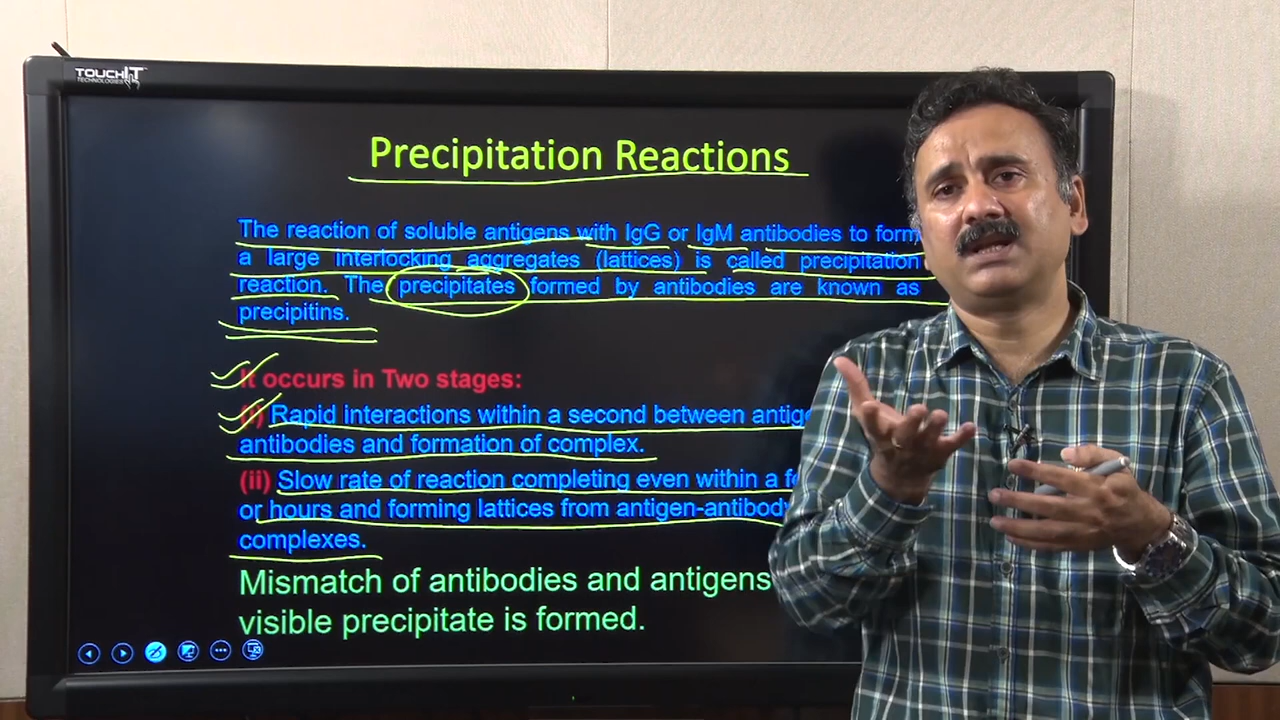 TOUCHIT
TECHNOLOGIES
Precipitation Reactions
The reaction of soluble antigens with IgG or IgM antibodies to form
a large interlocking aggregates (lattices) is called precipitation
reaction. The precipitates formed by antibodies are known as
precipitins.
It occurs in Two stages:
(i) Rapid interactions within a second between
antibodies and formation of complex.
(ii) Slow rate of reaction completing even within a
or hours and forming lattices from antigen-antibody
complexes.
Mismatch of antibodies and antigens
visible precipitate is formed.